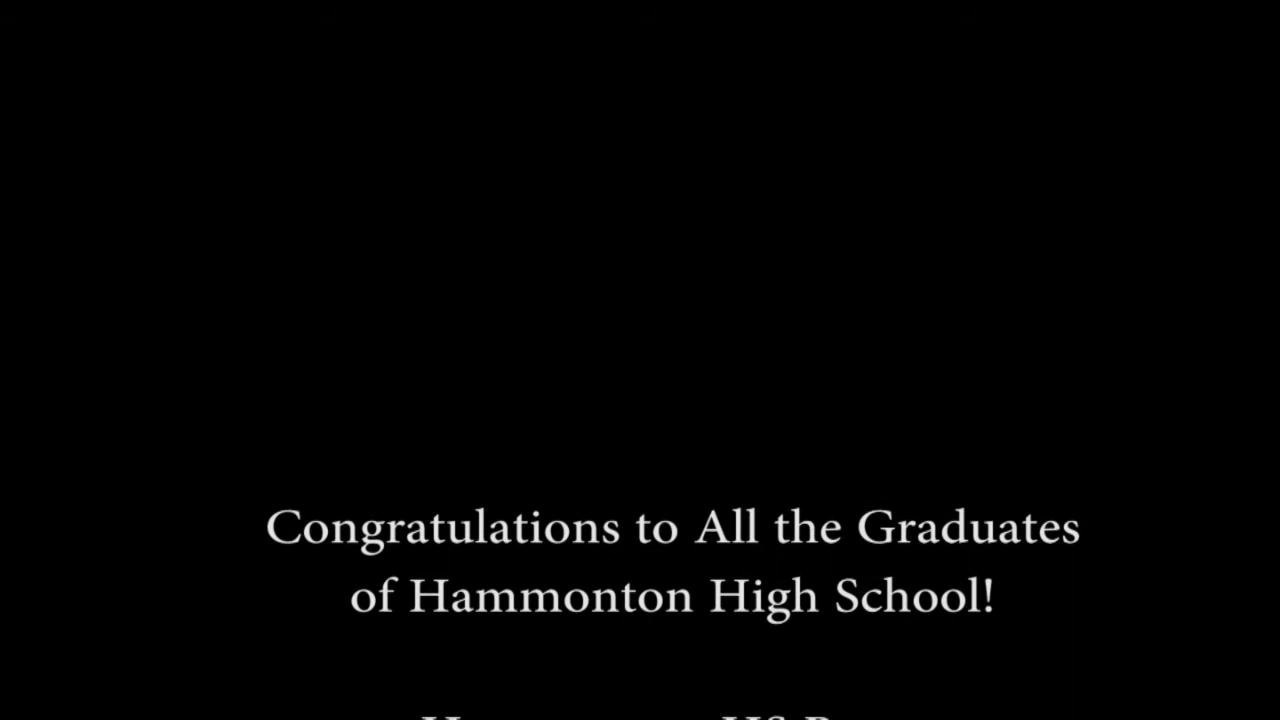 Congratulations to All the Graduates
of Hammonton High School!